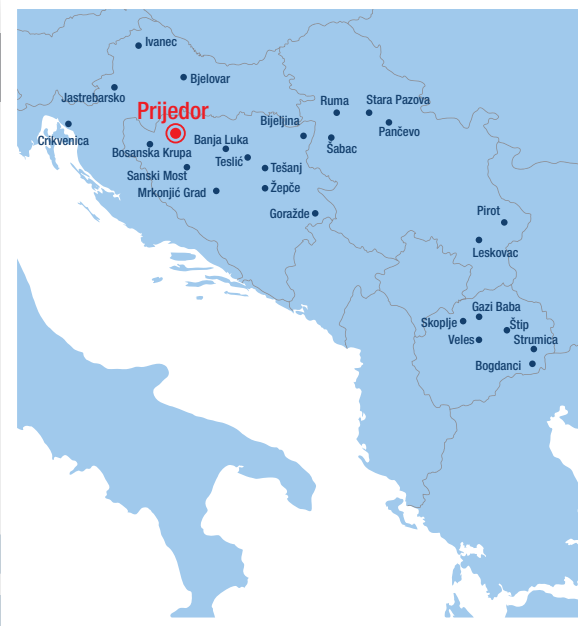 Ivanec
Bjelovar
Jastrebarsko
Prijedor
Ruma
Stara Pazova
Bijeljina
Pančevo
Crikvenica
Banja Luka
Šabac
Bosanska Krupa
Teslić
Sanski Most
Tešanj
Mrkonjić Grad
Žepče
Goražde
Pirot
Leskovac
Gazi Baba
Skoplje
Štip
Veles
Strumica
Bogdanci